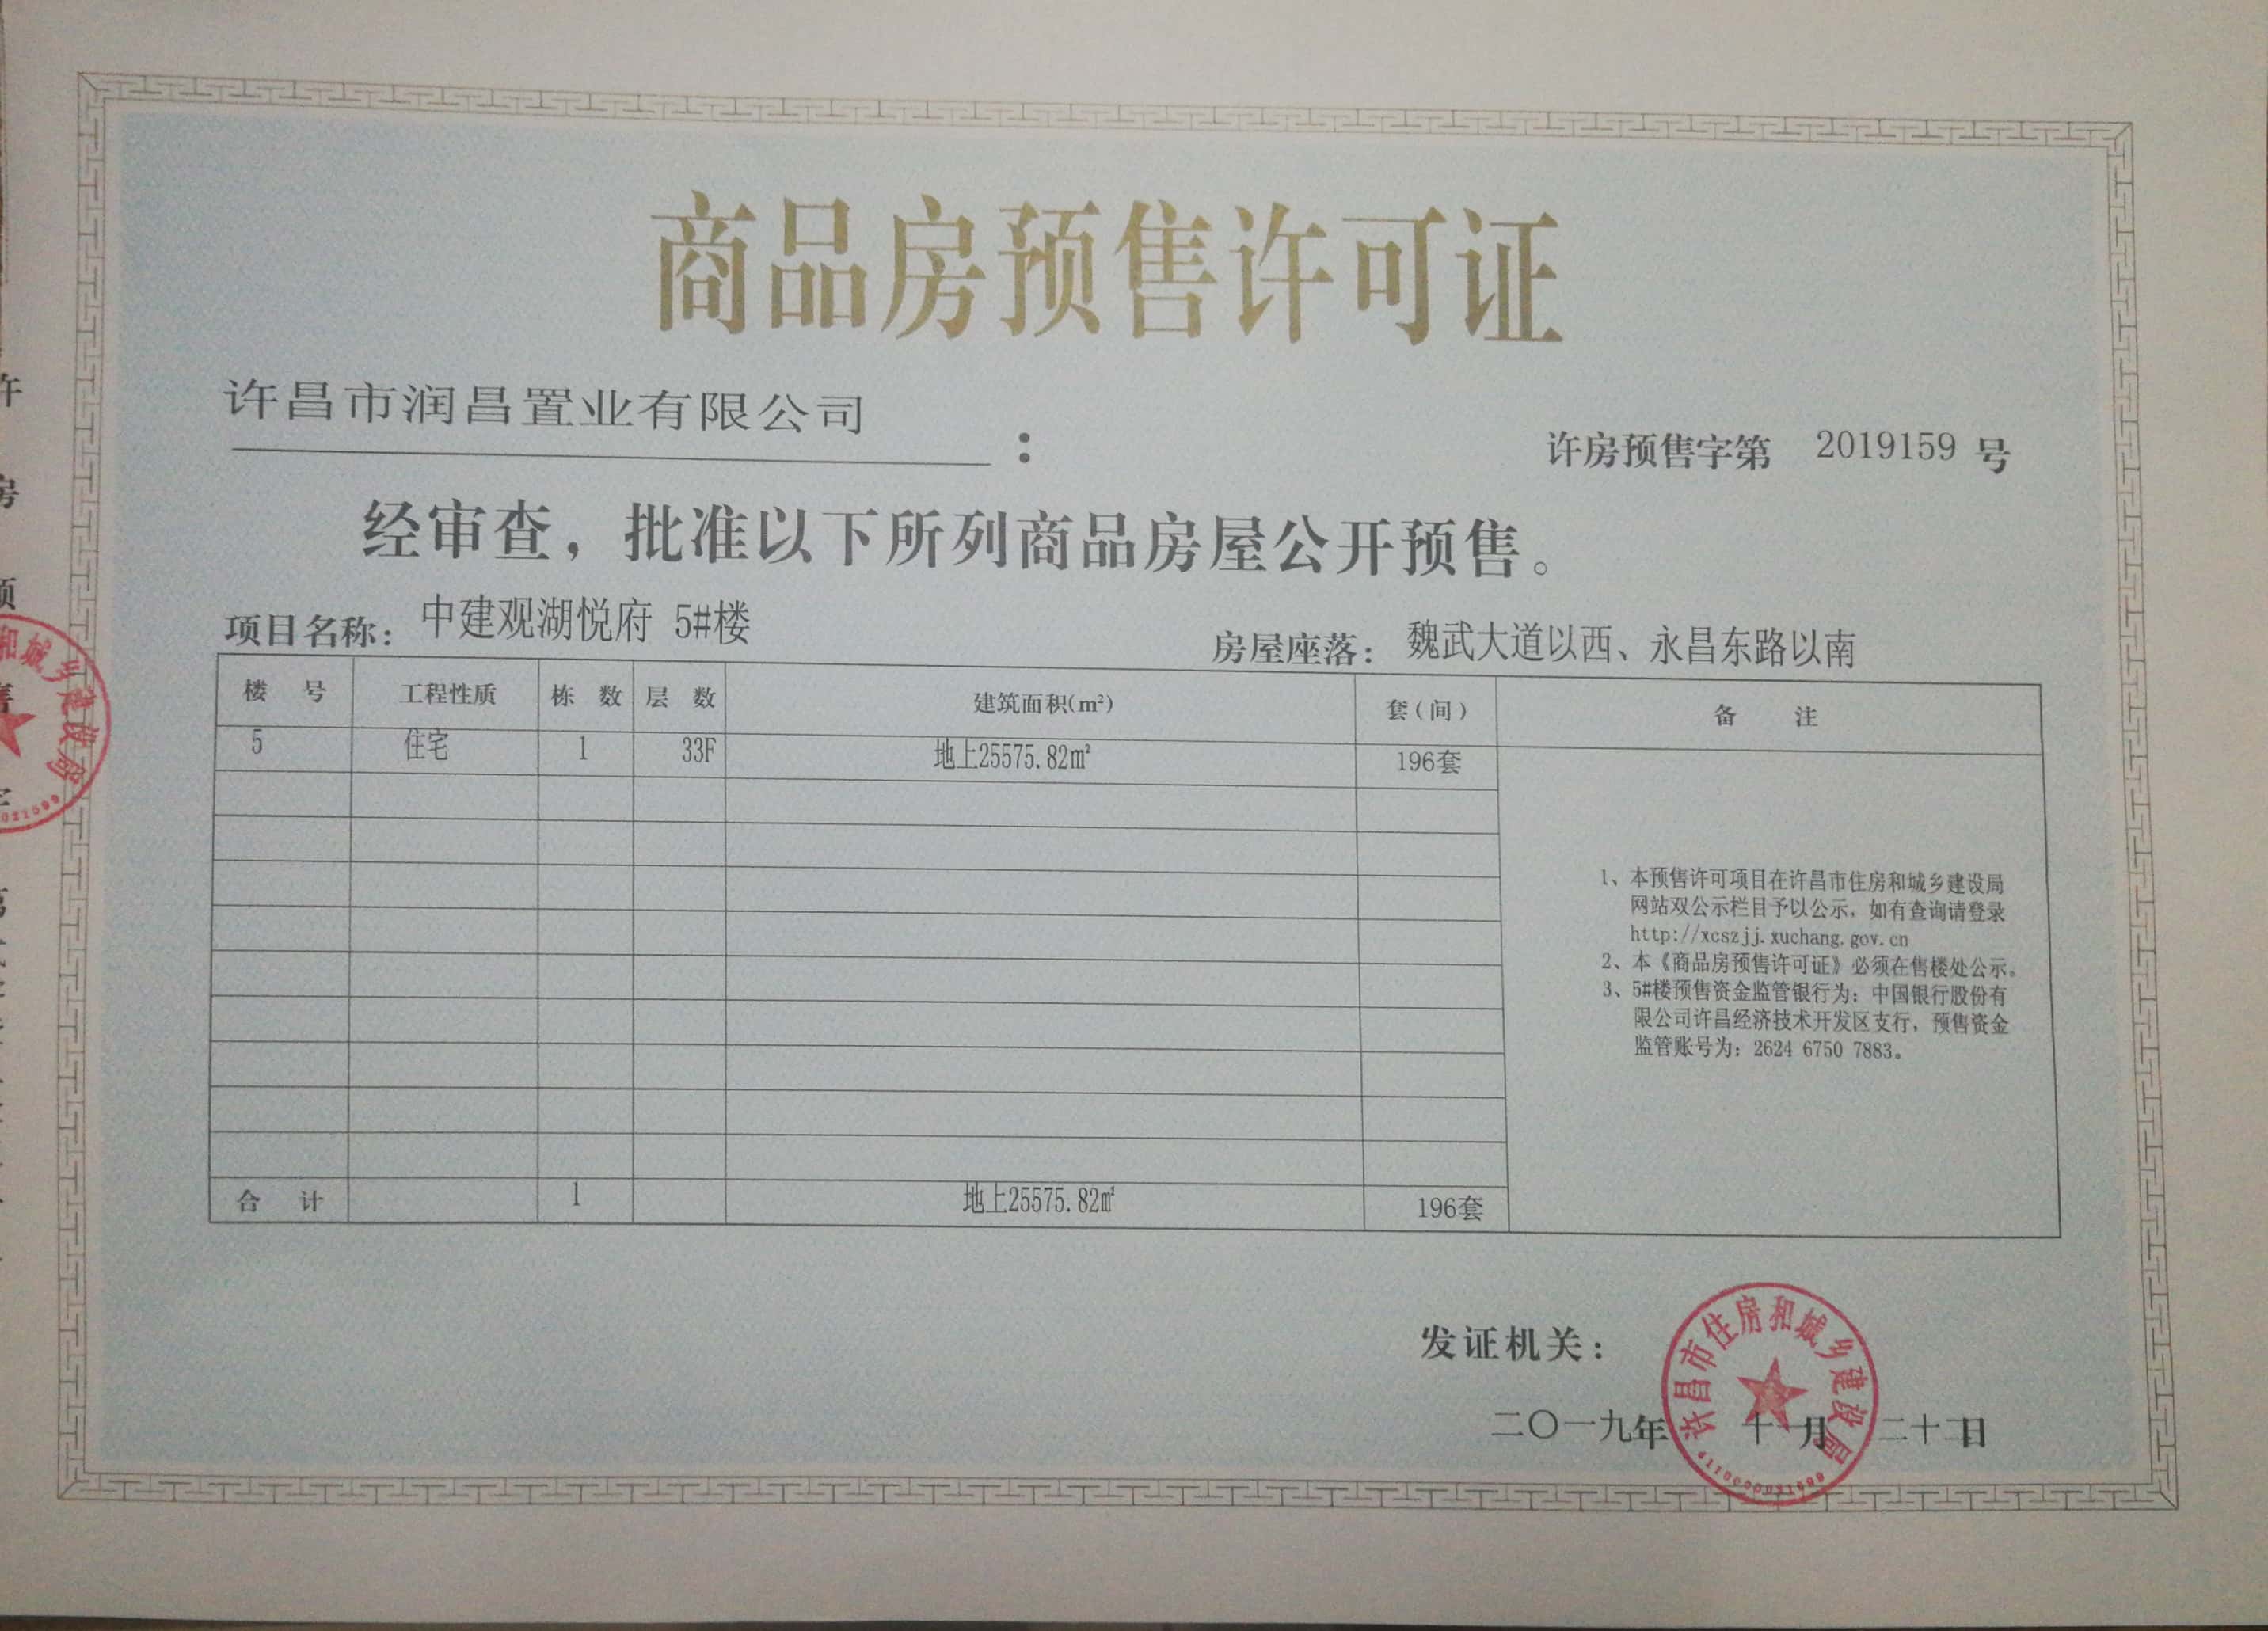 商品房预售许可证
许昌市润昌置业有限公司：
许房预售字第 2019159 号
经审查，批准以下所列商品房屋公开预售。
项目名称：中建观湖悦府 5#楼
房屋座落：魏武大道以西、永昌东路以南
楼号 工程性质 栋数 层数 建筑面积(m²) 套(间) 备注
5 住宅 1 33F 地上25575.82㎡ 196套
1、本预售许可项目在许昌市住房和城乡建设局
网站双公示栏目予以公示，如有查询请登录
http://xcszjj.xuchang.gov.cn
2、本《商品房预售许可证》必须在售楼处公示。
3、5#楼预售资金监管银行为：中国银行股份有
限公司许昌经济技术开发区支行，预售资金
监管账号为：2624 6750 7883。
合计 1 地上25575.82㎡ 196套
发证机关：
许昌市住房和城乡建设局
二〇一九年 十一月 二十二日
和城乡建设局